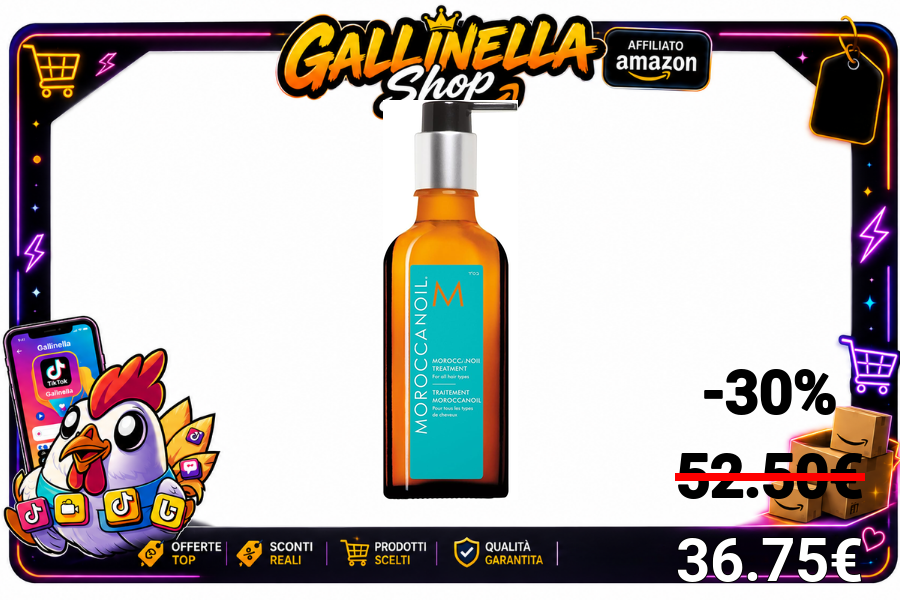 GALLINELLA
Shop
AFFILIATO
amazon
MOROCCANOIL.
M
MOROCCANOIL
TREATMENT
For all hair types
TRAITEMENT
MOROCCANOIL
Pour tous les types
de cheveux
Gallinella
TikTok
Gallinella
-30%
52.50€
36.75€
OFFERTE
TOP
SCONTI
REALI
PRODOTTI
SCELTI
QUALITÀ
GARANTITA